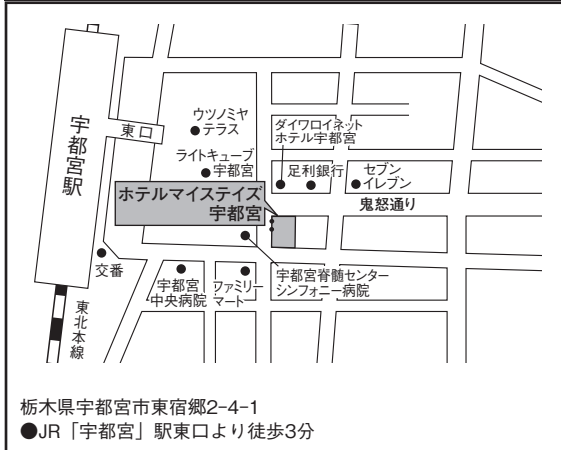 宇都宮駅
東口
ウツノミヤ
テラス
ライトキューブ
宇都宮
ダイワロイネット
ホテル宇都宮
足利銀行
セブン
イレブン
鬼怒通り
ホテルマイステイズ
宇都宮
交番
宇都宮
中央病院
ファミリー
マート
宇都宮脊髄センター
シンフォニー病院
東北本線
栃木県宇都宮市東宿郷2-4-1
●JR「宇都宮」駅東口より徒歩3分